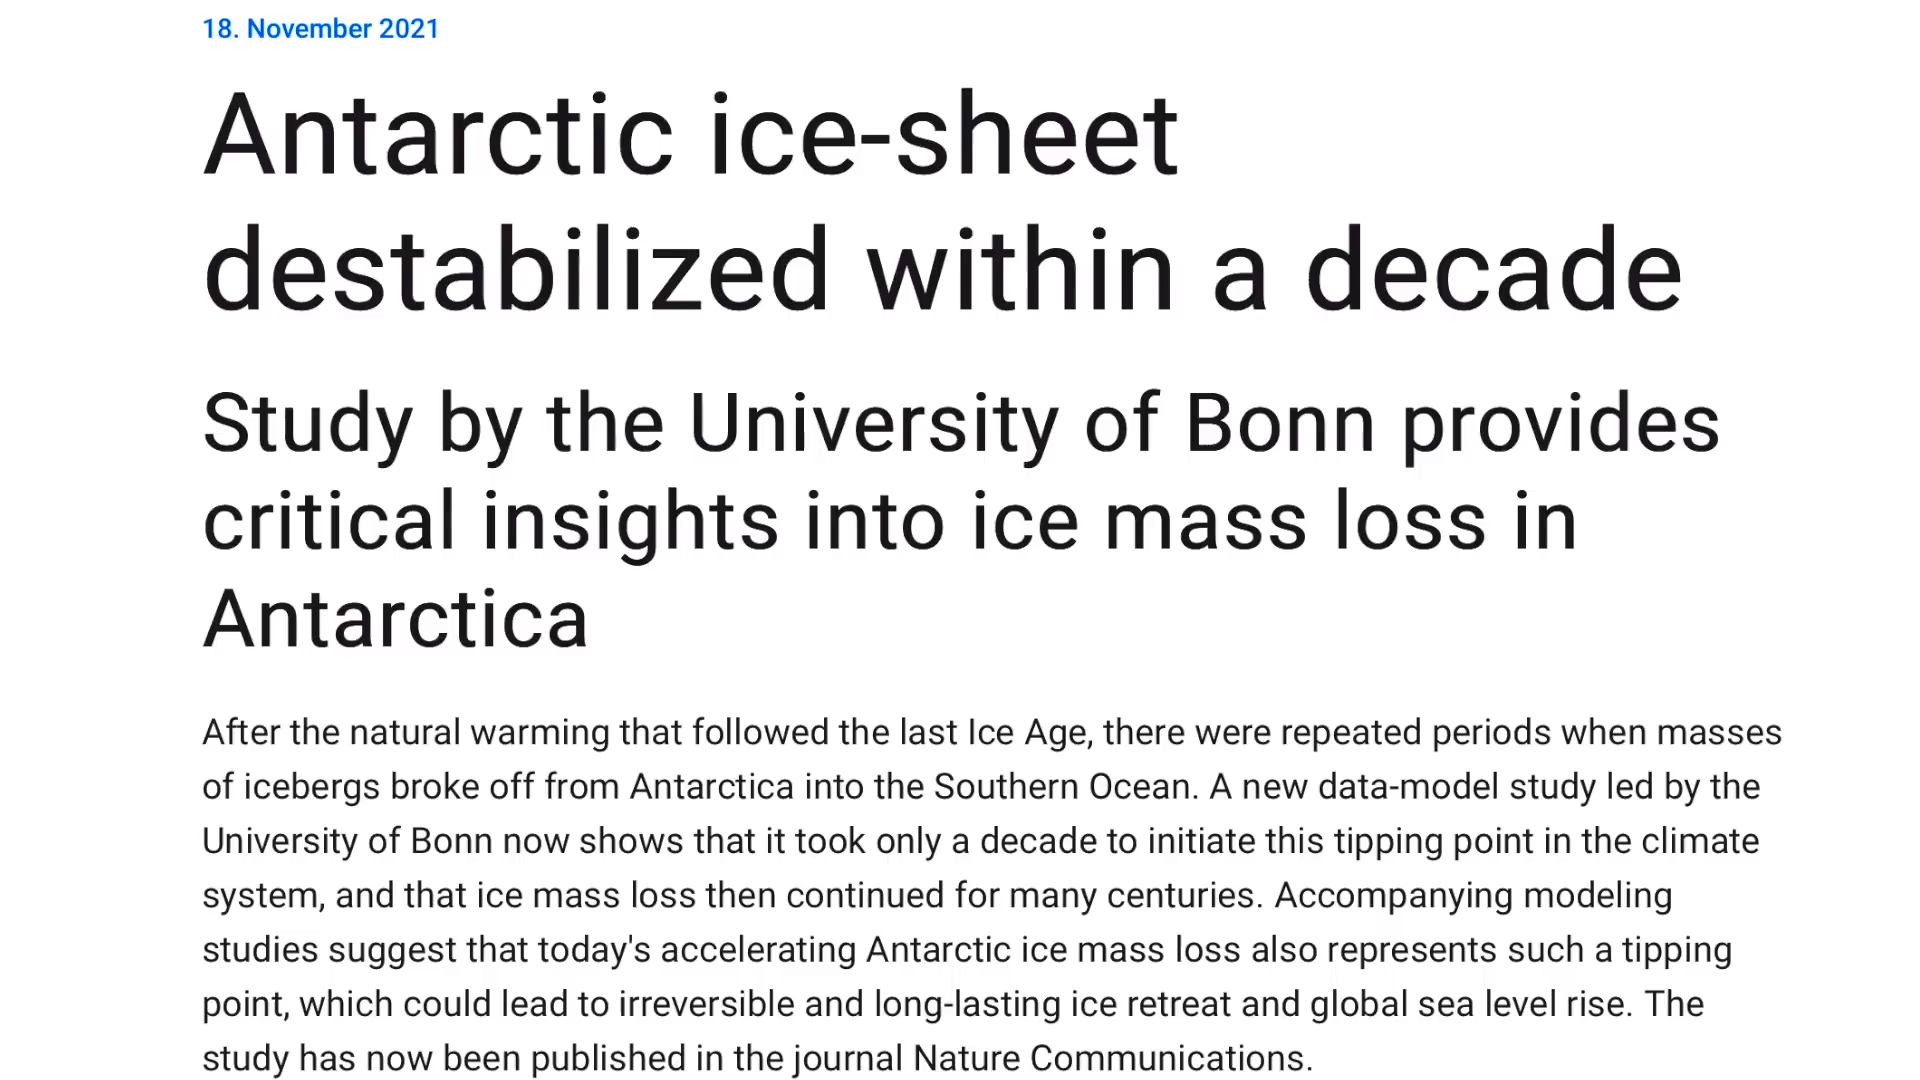 18. November 2021
Antarctic ice-sheet
destabilized within a decade
Study by the University of Bonn provides
critical insights into ice mass loss in
Antarctica
After the natural warming that followed the last Ice Age, there were repeated periods when masses
of icebergs broke off from Antarctica into the Southern Ocean. A new data-model study led by the
University of Bonn now shows that it took only a decade to initiate this tipping point in the climate
system, and that ice mass loss then continued for many centuries. Accompanying modeling
studies suggest that today's accelerating Antarctic ice mass loss also represents such a tipping
point, which could lead to irreversible and long-lasting ice retreat and global sea level rise. The
study has now been published in the journal Nature Communications.